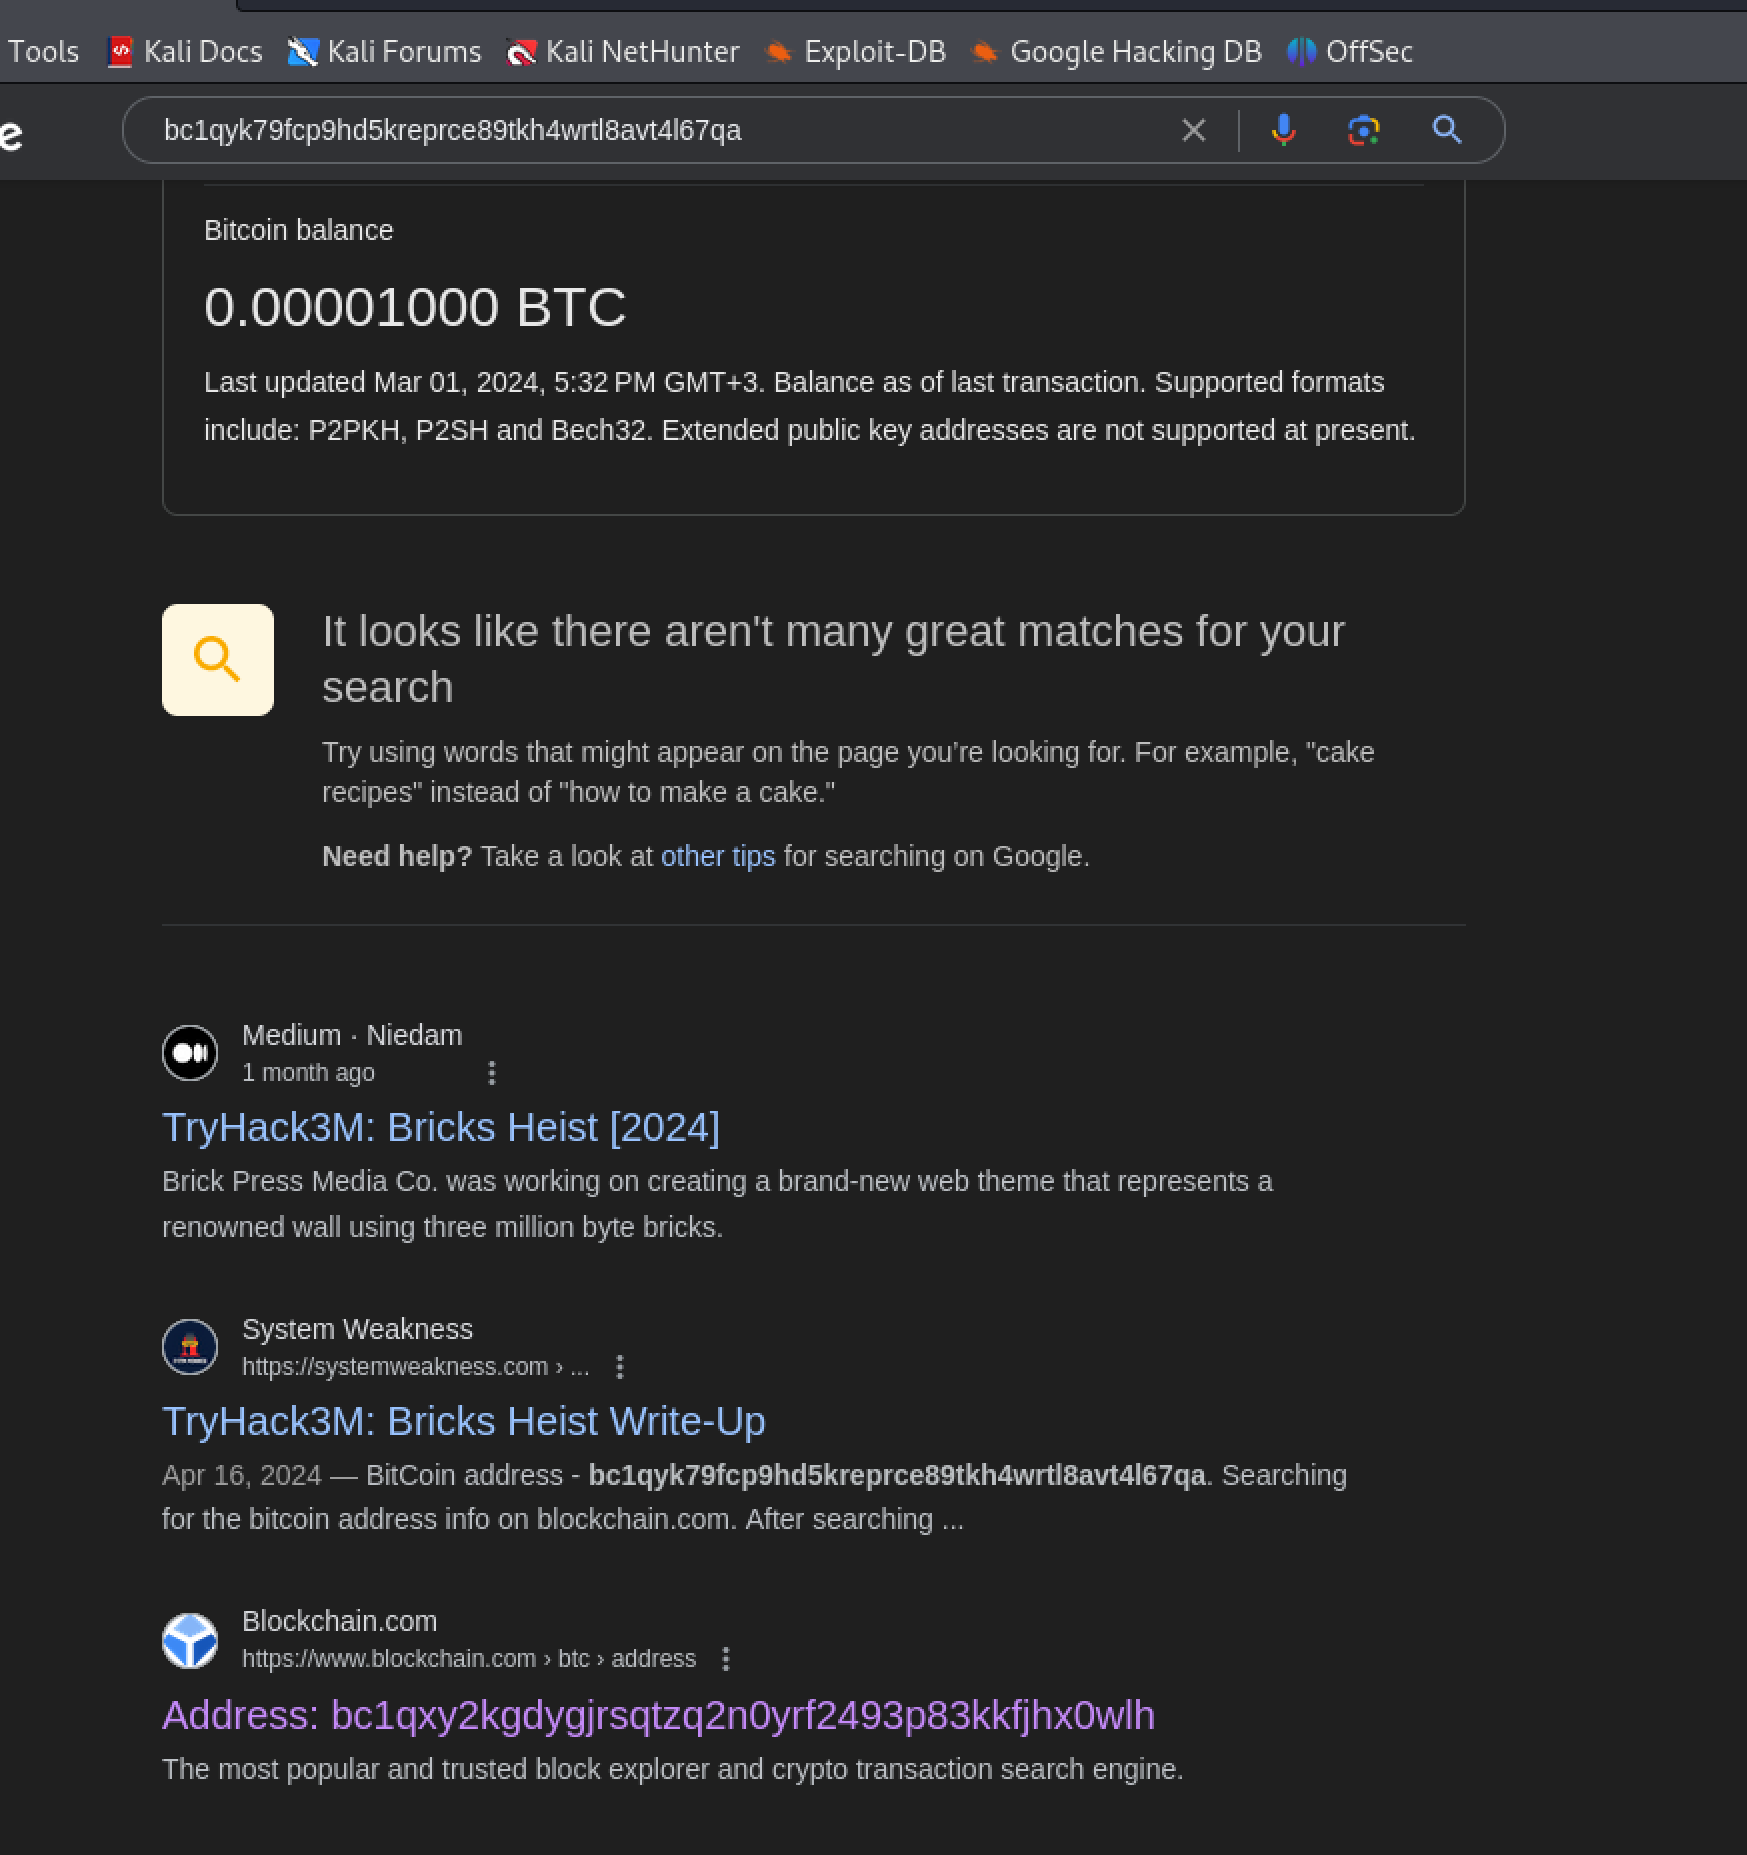 Tools Kali Docs Kali Forums Kali NetHunter Exploit-DB Google Hacking DB OffSec
e bc1qyk79fcp9hd5kreprce89tkh4wrtl8avt4l67qa
Bitcoin balance
0.00001000 BTC
Last updated Mar 01, 2024, 5:32 PM GMT+3. Balance as of last transaction. Supported formats
include: P2PKH, P2SH and Bech32. Extended public key addresses are not supported at present.
It looks like there aren't many great matches for your
search
Try using words that might appear on the page you’re looking for. For example, "cake
recipes" instead of "how to make a cake."
Need help? Take a look at other tips for searching on Google.
Medium · Niedam
1 month ago
TryHack3M: Bricks Heist [2024]
Brick Press Media Co. was working on creating a brand-new web theme that represents a
renowned wall using three million byte bricks.
System Weakness
https://systemweakness.com › ...
TryHack3M: Bricks Heist Write-Up
Apr 16, 2024 — BitCoin address - bc1qyk79fcp9hd5kreprce89tkh4wrtl8avt4l67qa. Searching
for the bitcoin address info on blockchain.com. After searching ...
Blockchain.com
https://www.blockchain.com › btc › address
Address: bc1qxy2kgdygjrsqtzq2n0yrf2493p83kkfjhx0wlh
The most popular and trusted block explorer and crypto transaction search engine.